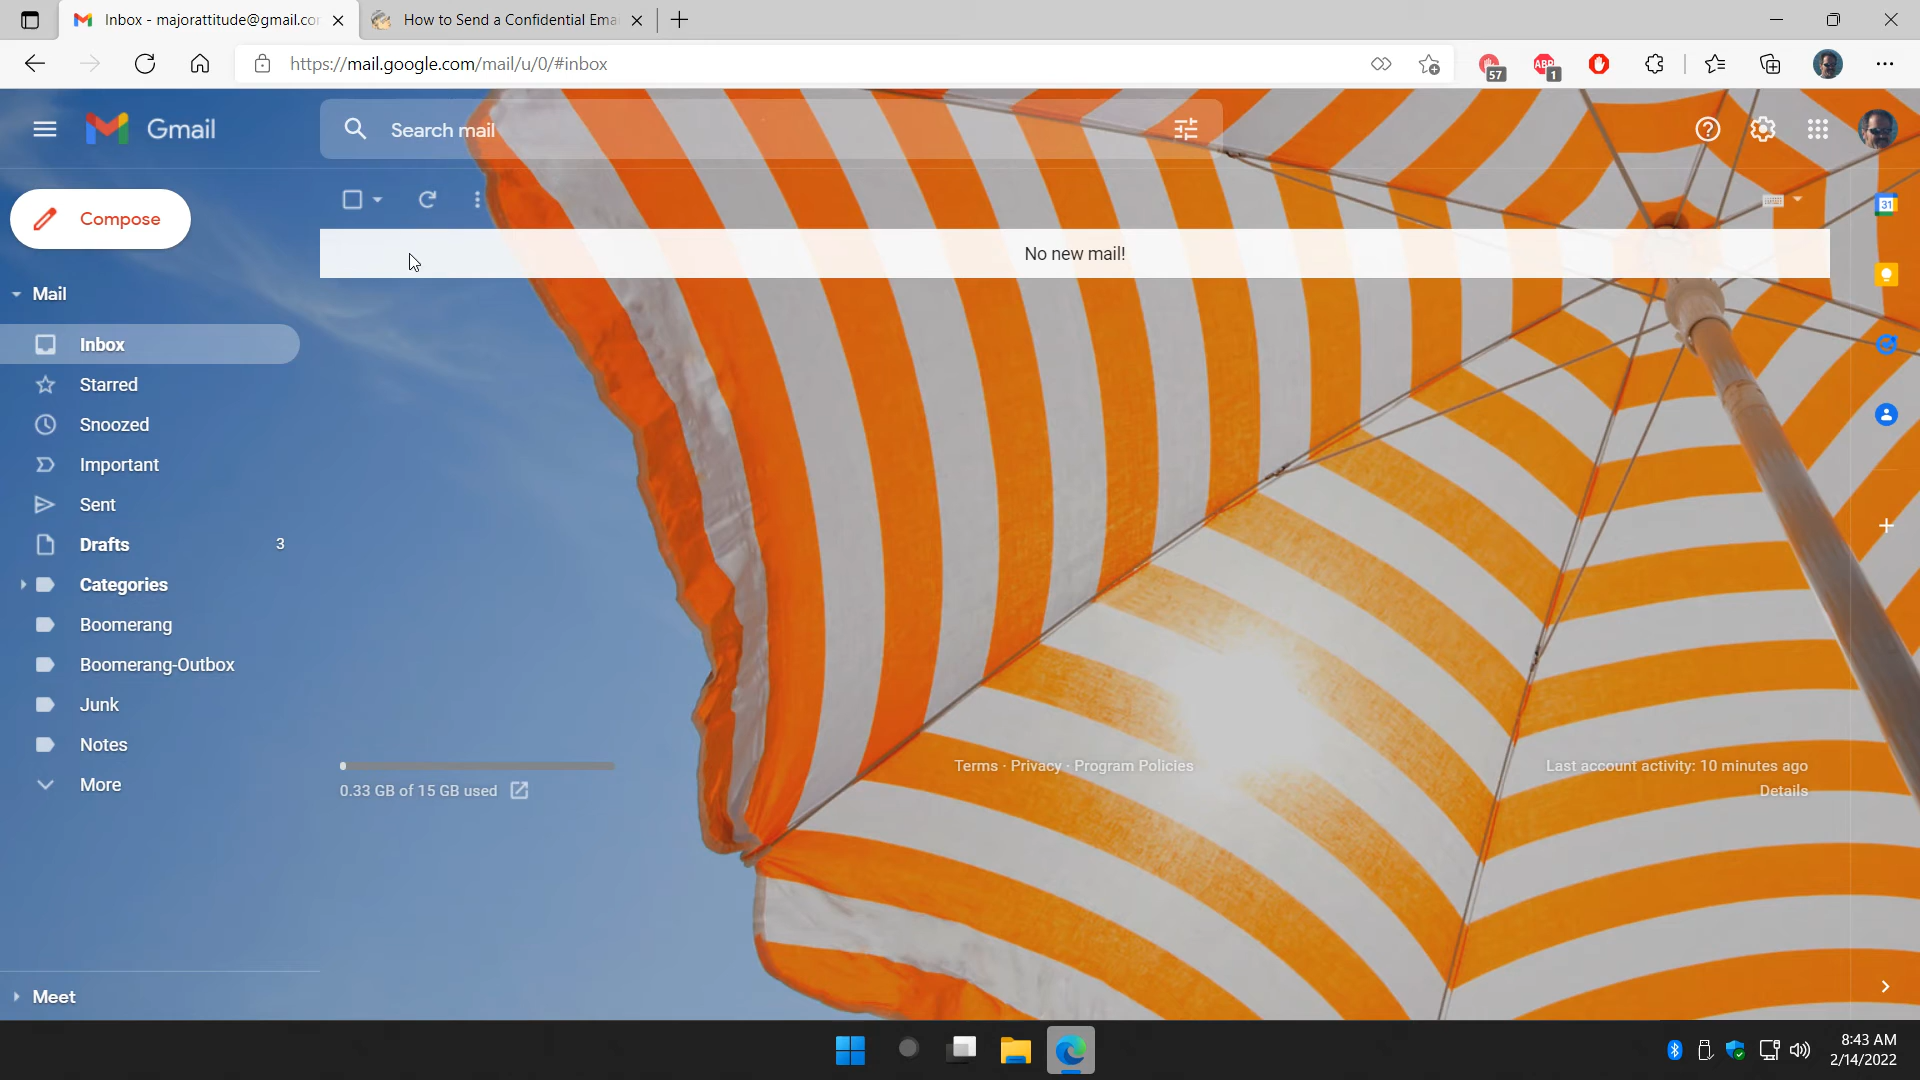 Inbox - majorattitude@gmail.co
How to Send a Confidential Ema
https://mail.google.com/mail/u/0/#inbox
57
ABP
1
Gmail
Search mail
Compose
31
No new mail!
Mail
Inbox
Starred
Snoozed
Important
Sent
Drafts 3
Categories
Boomerang
Boomerang-Outbox
Junk
Notes
More
Terms · Privacy · Program Policies
Last account activity: 10 minutes ago
0.33 GB of 15 GB used
Details
Meet
8:43 AM
2/14/2022